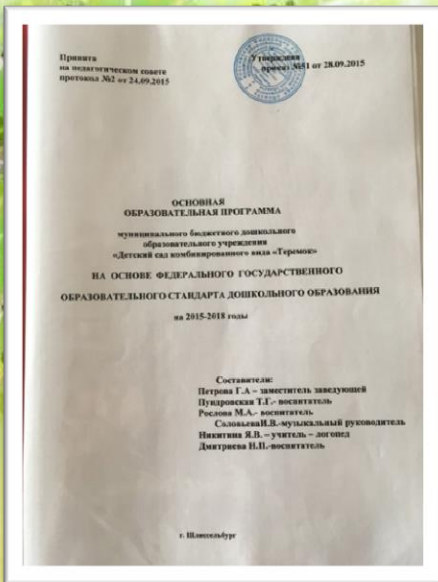 Принята
на педагогическом совете
протокол №2 от 24.09.2015
Утверждена
приказ №51 от 28.09.2015
ОСНОВНАЯ
ОБРАЗОВАТЕЛЬНАЯ ПРОГРАММА
муниципального бюджетного дошкольного
образовательного учреждения
«Детский сад комбинированного вида «Теремок»
НА ОСНОВЕ ФЕДЕРАЛЬНОГО ГОСУДАРСТВЕННОГО
ОБРАЗОВАТЕЛЬНОГО СТАНДАРТА ДОШКОЛЬНОГО ОБРАЗОВАНИЯ
на 2015-2018 годы
Составители:
Петрова Г.А – заместитель заведующей
Пундровская Т.Г.- воспитатель
Рослова М.А.- воспитатель
СоловьеваИ.В.-музыкальный руководитель
Никитина Я.В. – учитель – логопед
Дмитриева Н.П.-воспитатель
г. Шлиссельбург